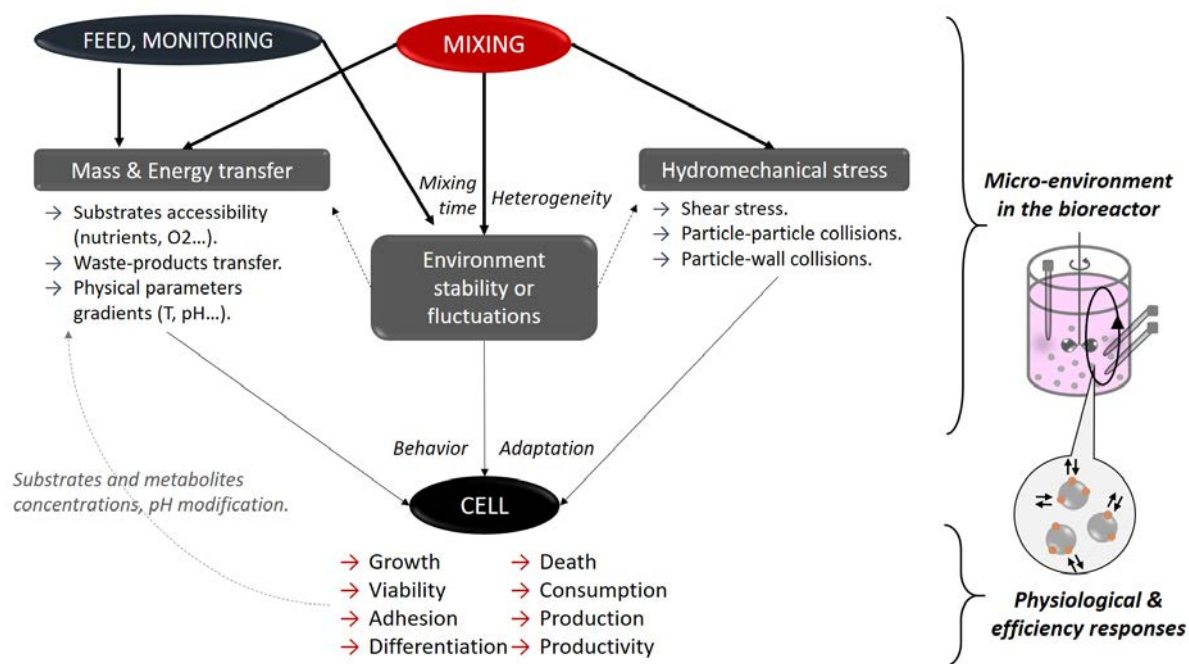 FEED, MONITORING
MIXING
Mass & Energy transfer
→ Substrates accessibility
(nutrients, O2...).
→ Waste-products transfer.
→ Physical parameters
gradients (T, pH...).
Mixing
time
Heterogeneity
Environment
stability or
fluctuations
Hydromechanical stress
→ Shear stress.
→ Particle-particle collisions.
→ Particle-wall collisions.
Micro-environment
in the bioreactor
Behavior
Adaptation
Substrates and metabolites
concentrations, pH modification.
CELL
→ Growth
→ Viability
→ Adhesion
→ Differentiation
→ Death
→ Consumption
→ Production
→ Productivity
Physiological &
efficiency responses